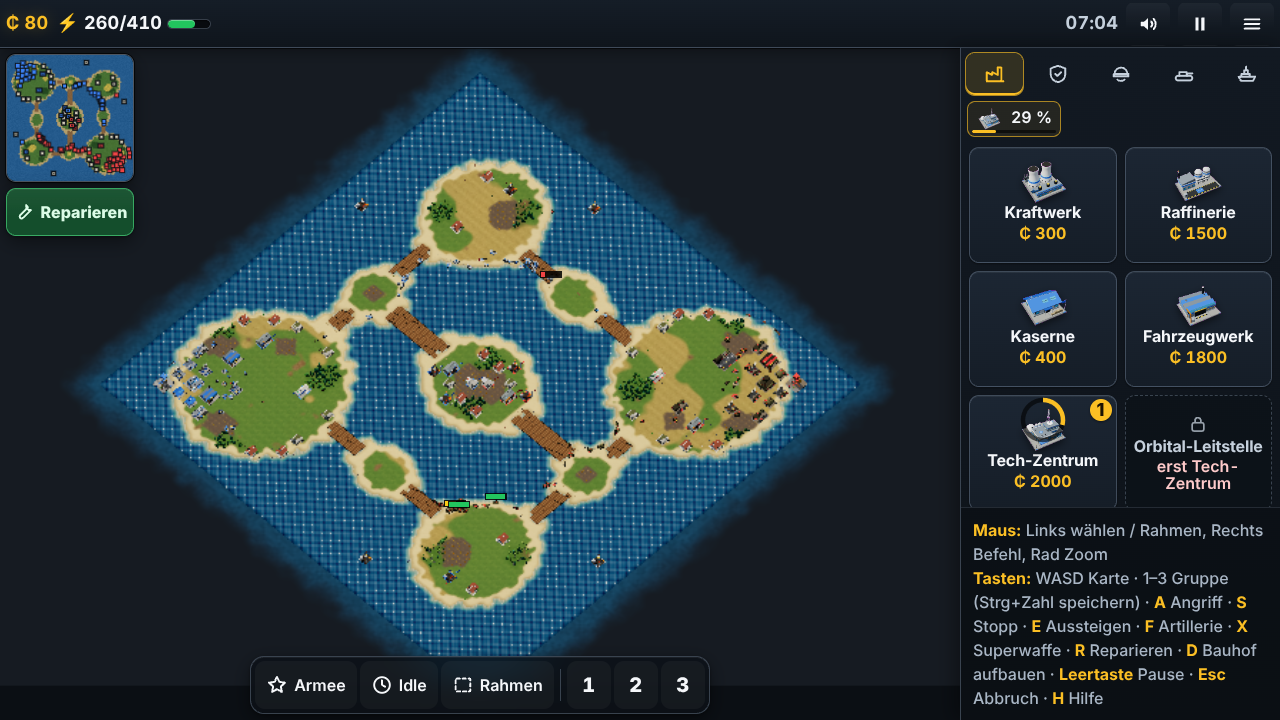 ₵ 80 ⚡ 260/410
07:04
Reparieren
29 %
Kraftwerk
₵ 300
Raffinerie
₵ 1500
Kaserne
₵ 400
Fahrzeugwerk
₵ 1800
1
Tech-Zentrum
₵ 2000
Orbital-Leitstelle
erst Tech-
Zentrum
Maus: Links wählen / Rahmen, Rechts
Befehl, Rad Zoom
Tasten: WASD Karte · 1–3 Gruppe
(Strg+Zahl speichern) · A Angriff · S
Stopp · E Aussteigen · F Artillerie · X
Superwaffe · R Reparieren · D Bauhof
aufbauen · Leertaste Pause · Esc
Abbruch · H Hilfe
Armee Idle Rahmen 1 2 3